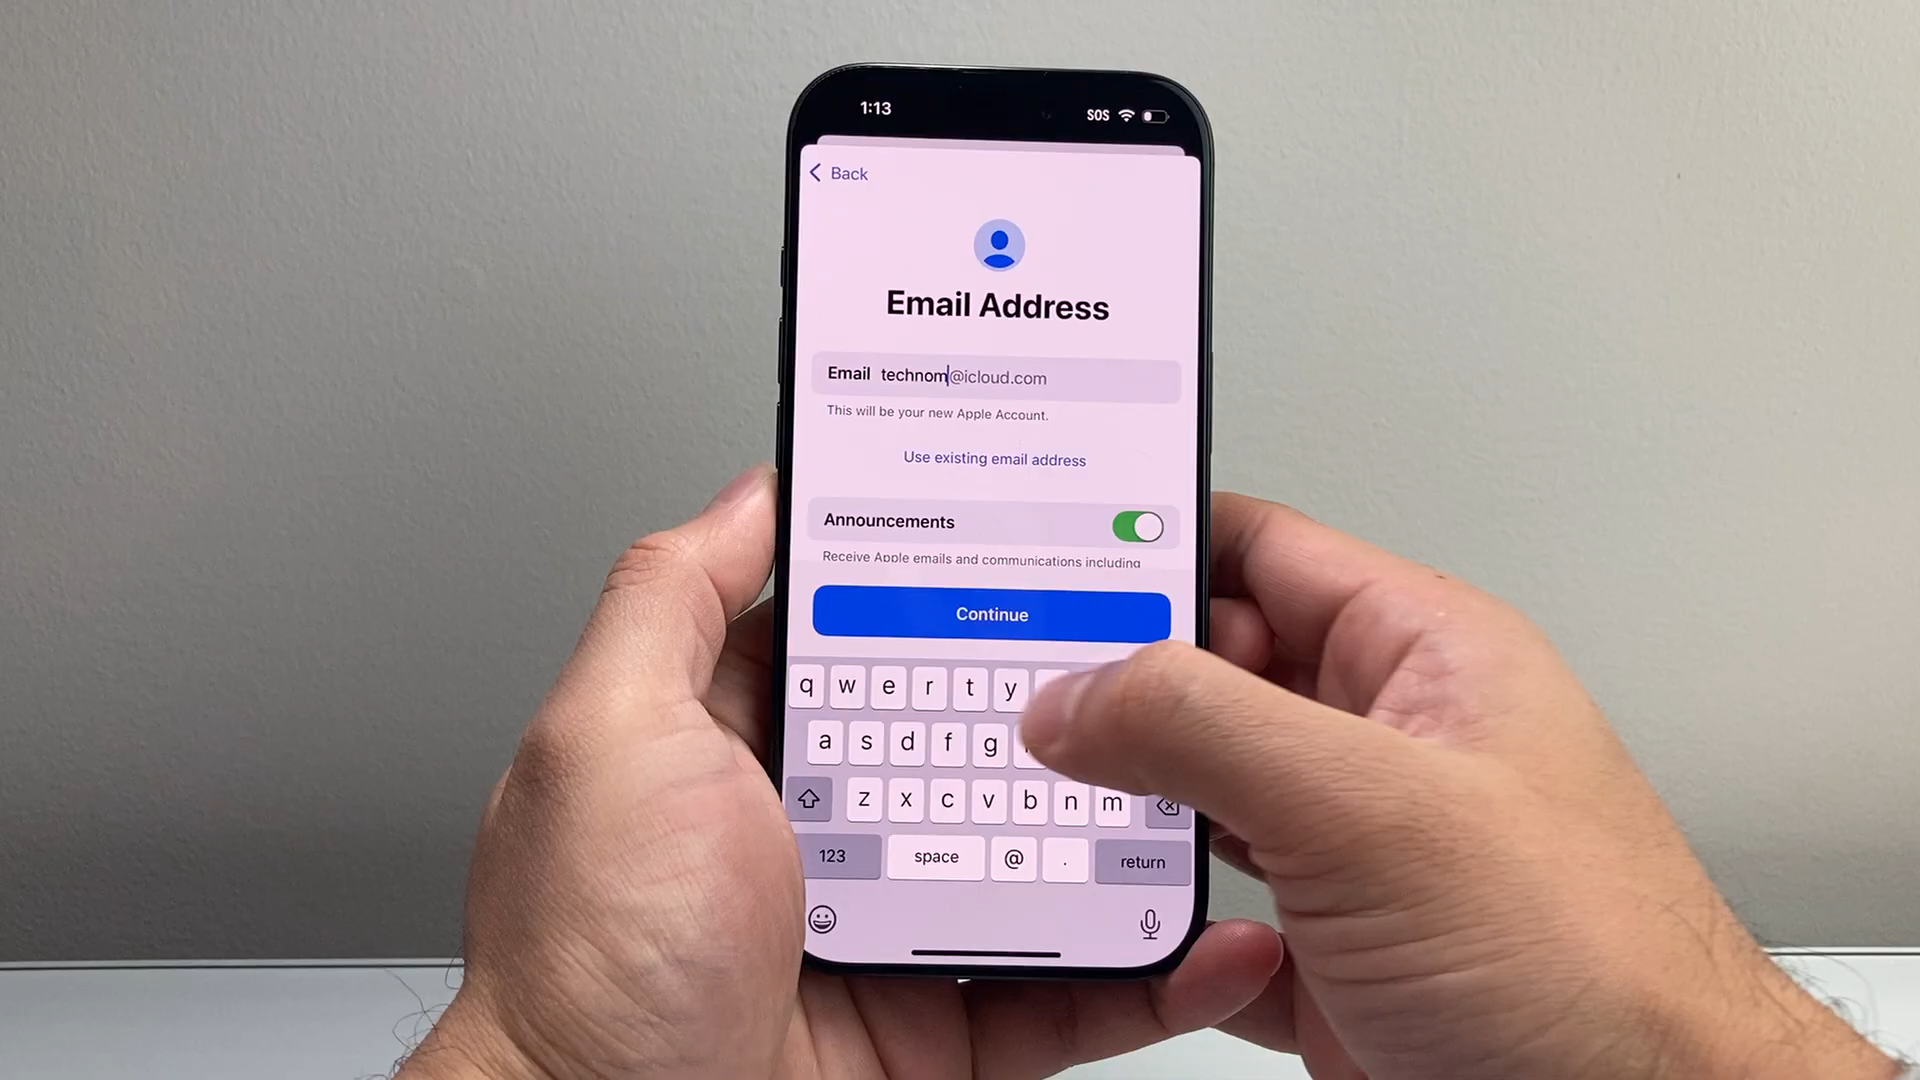 1:13 SOS
Back
Email Address
Email technom@icloud.com
This will be your new Apple Account.
Use existing email address
Announcements
Receive Apple emails and communications including
Continue
q w e r t y
a s d f g
z x c v b n m
123 space @ . return